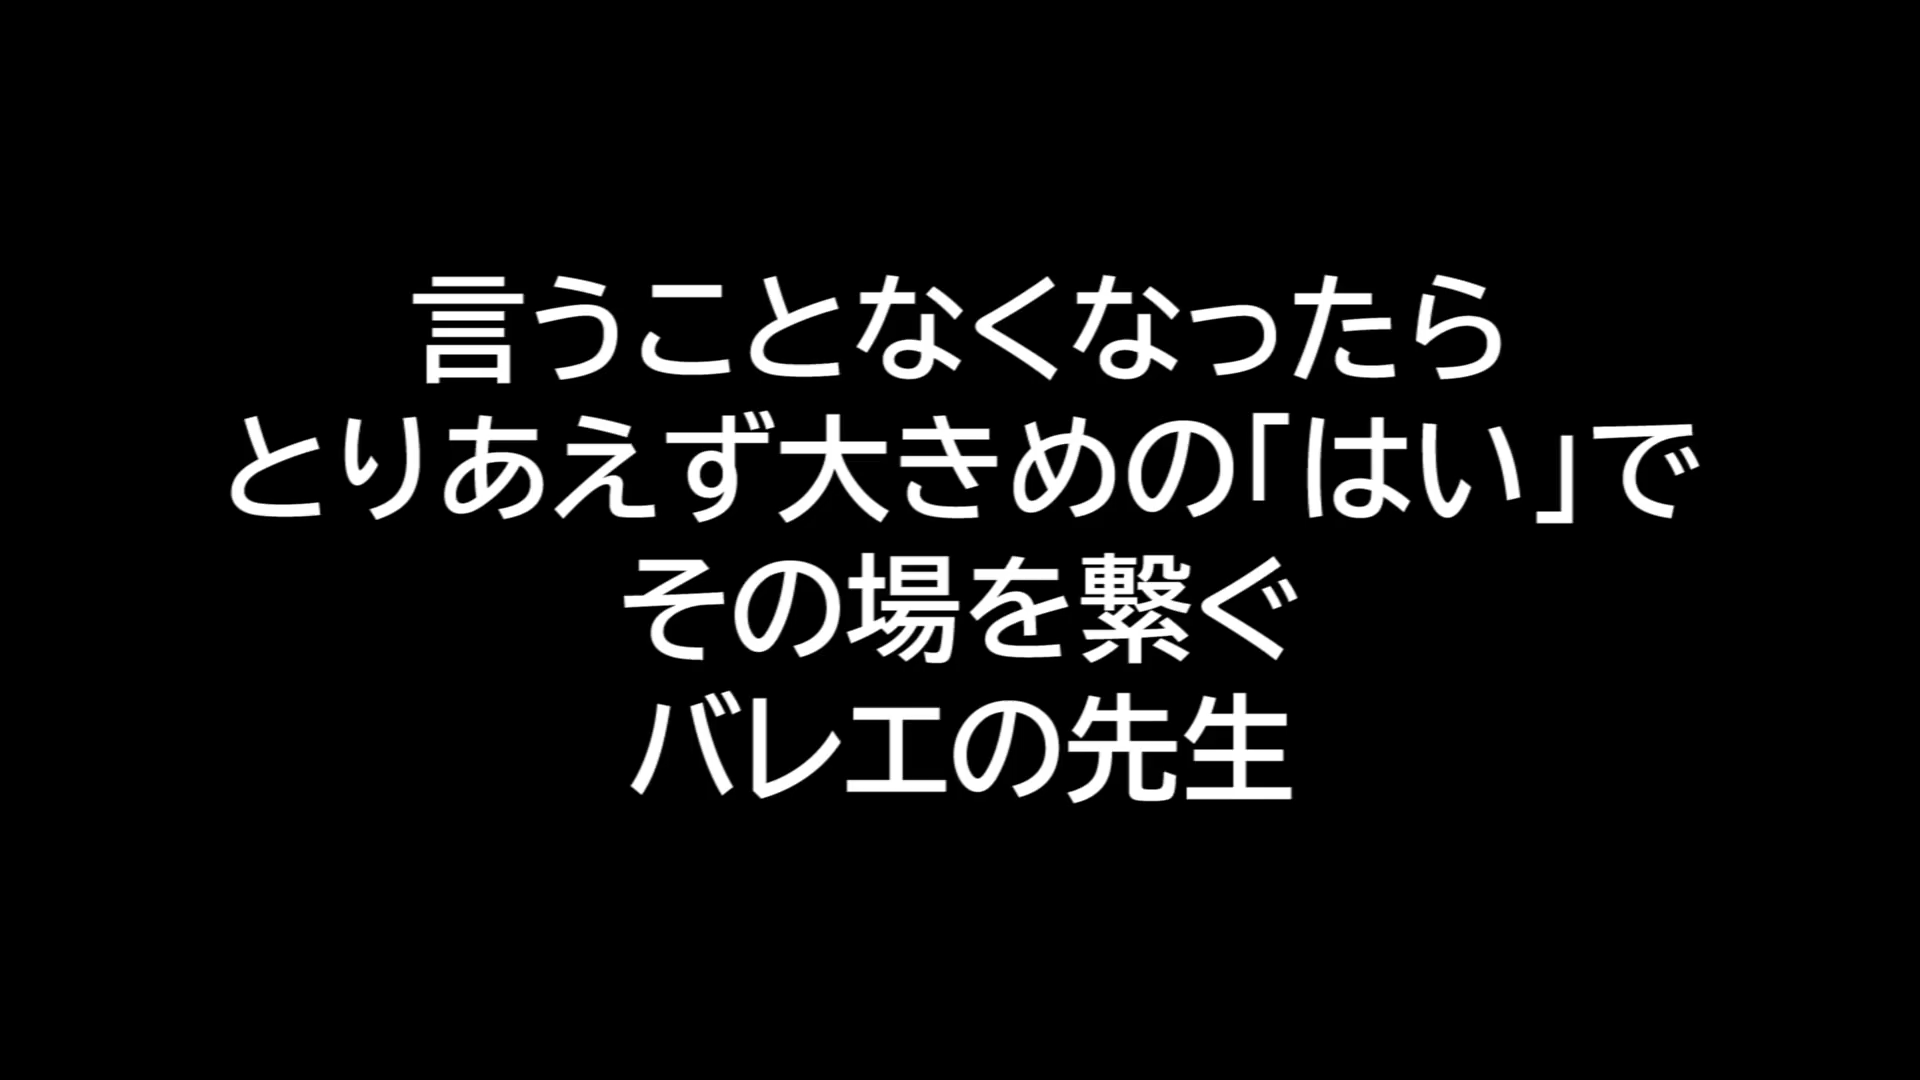 言うことなくなったら
とりあえず大きめの「はい」で
その場を繋ぐ
バレエの先生